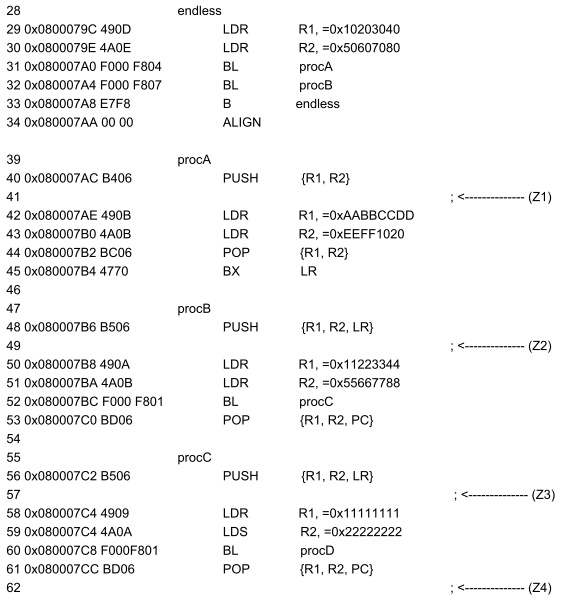 28 endless
29 0x0800079C 490D LDR R1, =0x10203040
30 0x0800079E 4A0E LDR R2, =0x50607080
31 0x080007A0 F000 F804 BL procA
32 0x080007A4 F000 F807 BL procB
33 0x080007A8 E7F8 B endless
34 0x080007AA 00 00 ALIGN
39 procA
40 0x080007AC B406 PUSH {R1, R2}
41 ; <-------------- (Z1)
42 0x080007AE 490B LDR R1, =0xAABBCCDD
43 0x080007B0 4A0B LDR R2, =0xEEFF1020
44 0x080007B2 BC06 POP {R1, R2}
45 0x080007B4 4770 BX LR
46
47 procB
48 0x080007B6 B506 PUSH {R1, R2, LR}
49 ; <-------------- (Z2)
50 0x080007B8 490A LDR R1, =0x11223344
51 0x080007BA 4A0B LDR R2, =0x55667788
52 0x080007BC F000 F801 BL procC
53 0x080007C0 BD06 POP {R1, R2, PC}
54
55 procC
56 0x080007C2 B506 PUSH {R1, R2, LR}
57 ; <-------------- (Z3)
58 0x080007C4 4909 LDR R1, =0x11111111
59 0x080007C4 4A0A LDS R2, =0x22222222
60 0x080007C8 F000F801 BL procD
61 0x080007CC BD06 POP {R1, R2, PC}
62 ; <-------------- (Z4)